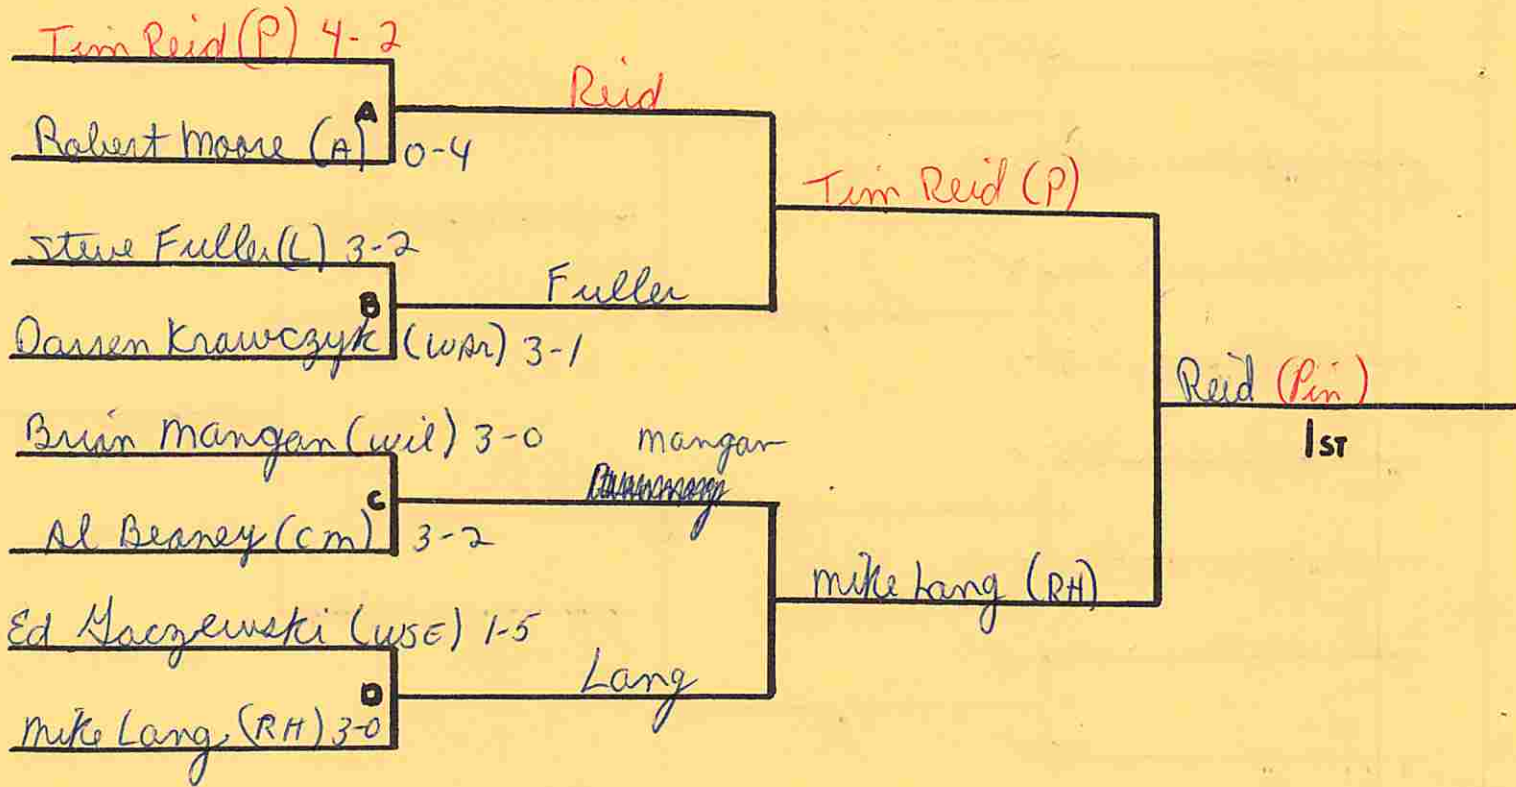 Tim Reid (P) 4-2
Reid
A
Robert Moore (A) 0-4
Tim Reid (P)
Steve Fuller (L) 3-2
Fuller
B
Darren Krawczyk (WAR) 3-1
Reid (Pin)
1ST
Brian Mangan (Wil) 3-0
Mangan
C
Al Beaney (CM) 3-2
Mike Lang (RH)
Ed (WSE) 1-5
Lang
D
Mike Lang (RH) 3-0